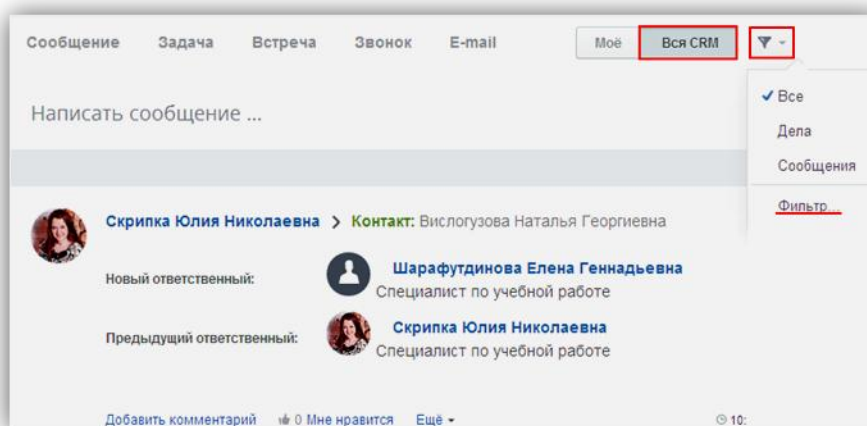 Сообщение Задача Встреча Звонок E-mail Моё Вся CRM
Написать сообщение ...
Все
Дела
Сообщения
Фильтр...
Скрипка Юлия Николаевна > Контакт: Вислогузова Наталья Георгиевна
Новый ответственный:
Шарафутдинова Елена Геннадьевна
Специалист по учебной работе
Предыдущий ответственный:
Скрипка Юлия Николаевна
Специалист по учебной работе
Добавить комментарий 0 Мне нравится Ещё 10: